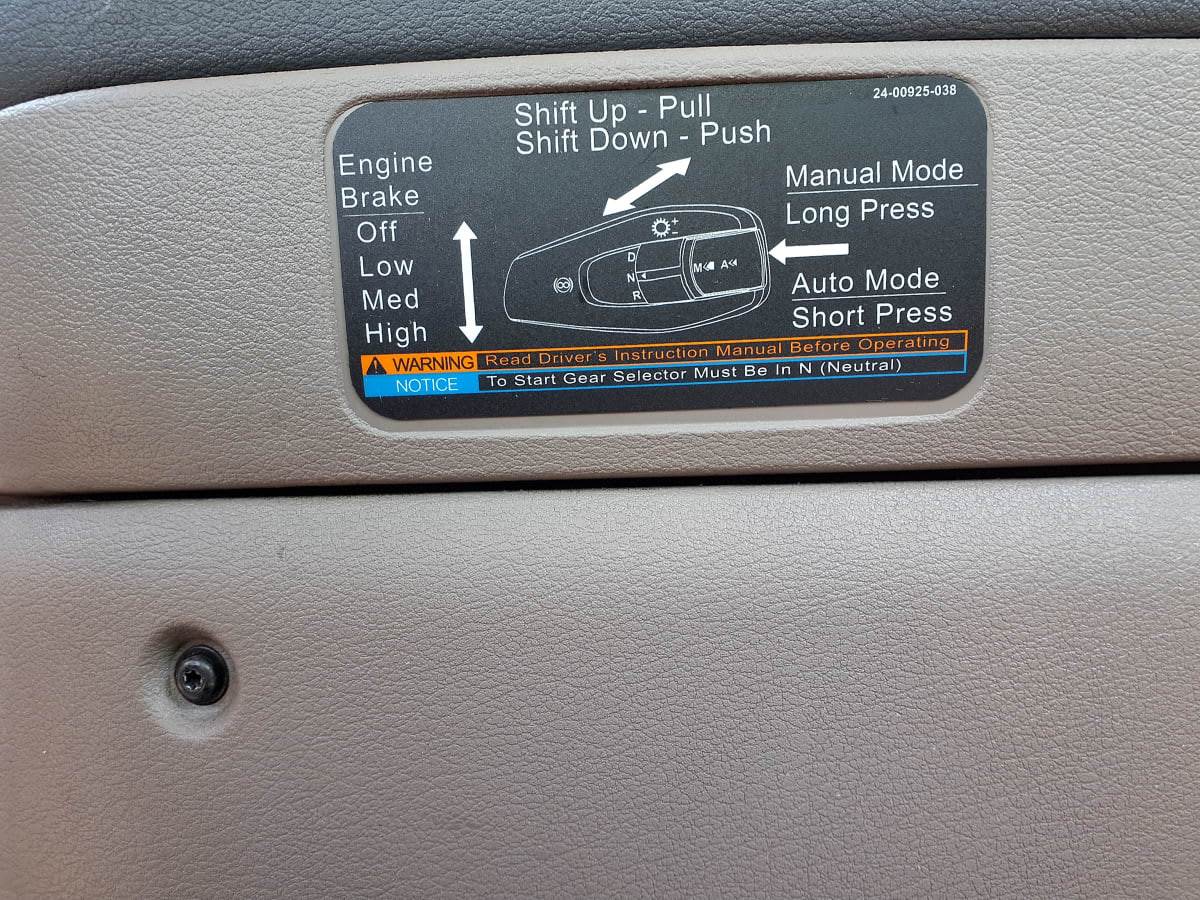 24-00925-038
Shift Up - Pull
Shift Down - Push
Engine
Brake
Off
Low
Med
High
Manual Mode
Long Press
Auto Mode
Short Press
+
-
D
N
R
M
A
WARNING Read Driver's Instruction Manual Before Operating
NOTICE To Start Gear Selector Must Be In N (Neutral)